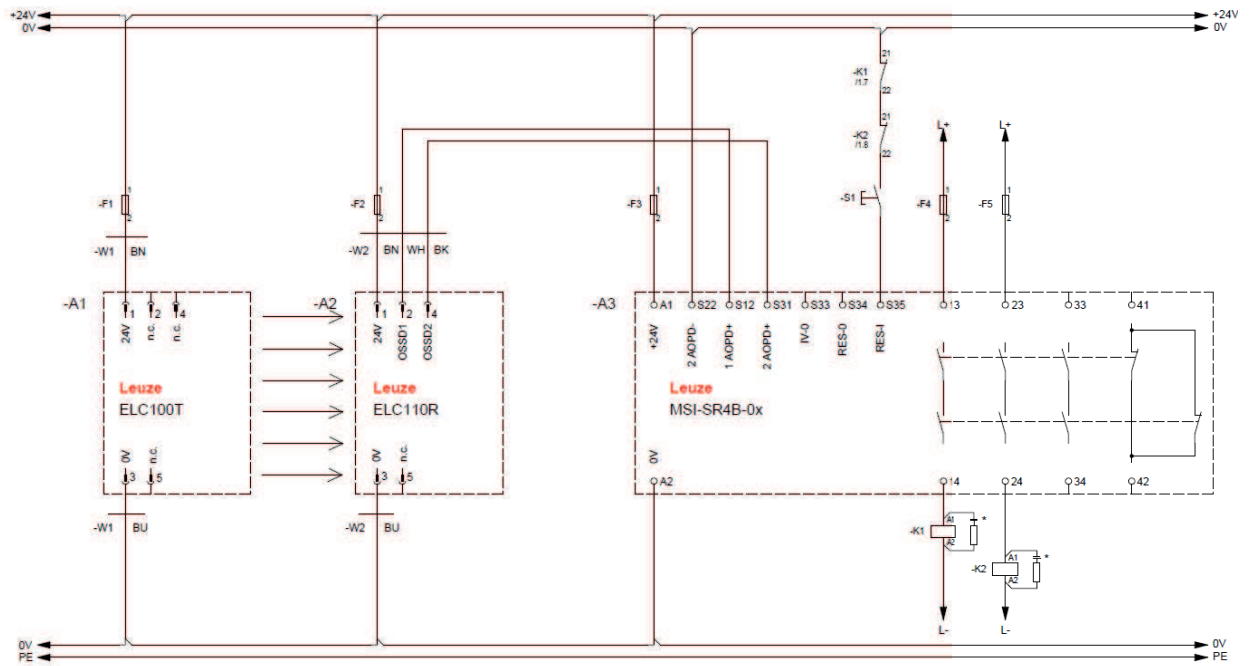 +24V +24V
0V 0V
21
-K1
/1.7
22
21
-K2
/1.8
22
L+ L+
1 1 1 1 1
-F1 -F2 -F3 -S1 -F4 -F5
2 2 2 2 2
-W1 BN -W2 BN WH BK
-A1 -A2 -A3
1 2 4 1 2 4 A1 S22 S12 S31 S33 S34 S35 13 23 33 41
24V n.c. n.c. 24V OSSD1 OSSD2 +24V 2 AOPD- 1 AOPD+ 2 AOPD+ IV-0 RES-0 RES-I
Leuze Leuze Leuze
ELC100T ELC110R MSI-SR4B-0x
0V n.c. 0V n.c. 0V
3 5 3 5 A2 14 24 34 42
-W1 BU -W2 BU
-K1 A1 A2 *
-K2 A1 A2 *
L- L-
0V 0V
PE PE